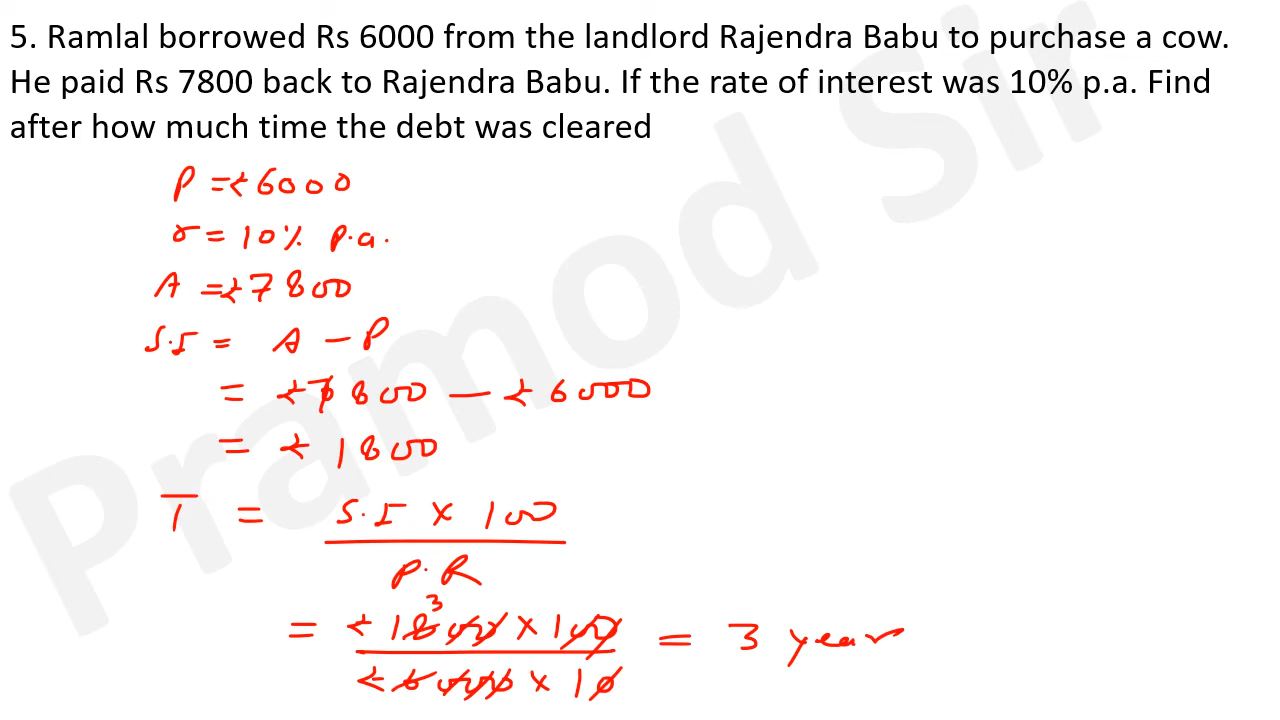 5. Ramlal borrowed Rs 6000 from the landlord Rajendra Babu to purchase a cow.
He paid Rs 7800 back to Rajendra Babu. If the rate of interest was 10% p.a. Find
after how much time the debt was cleared
P = ₹ 6000
r = 10% p.a.
A = ₹ 7800
S.I = A - P
= ₹ 7800 - ₹ 6000
= ₹ 1800
T = S.I × 100
P.R
3
= ₹ 1800 × 100 = 3 year
₹ 6000 × 10
Pramod Sir